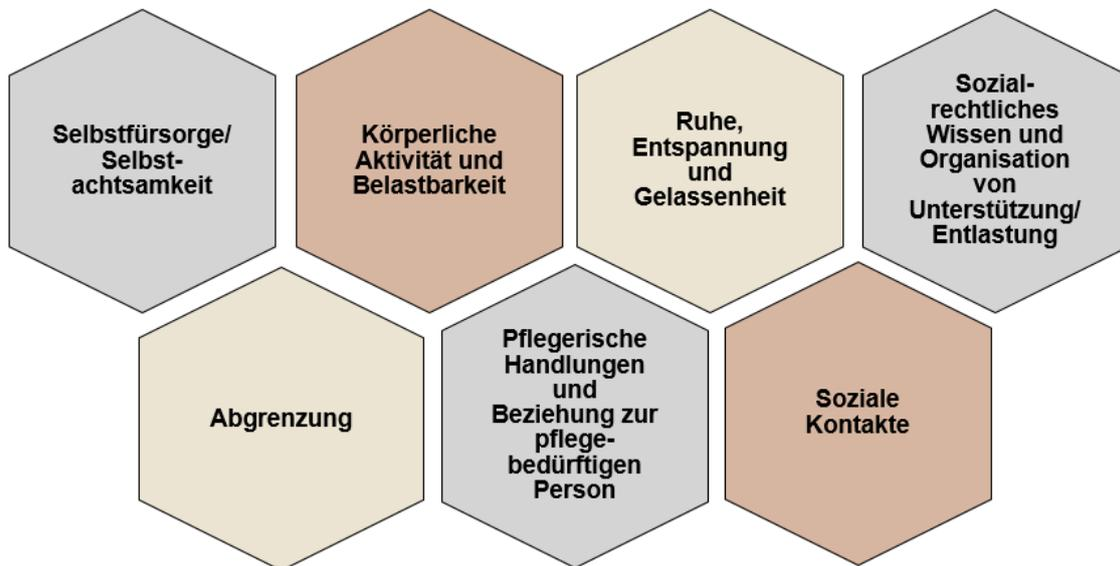 Selbstfürsorge/
Selbst-
achtsamkeit
Körperliche
Aktivität und
Belastbarkeit
Ruhe,
Entspannung
und
Gelassenheit
Sozial-
rechtliches
Wissen und
Organisation
von
Unterstützung/
Entlastung
Abgrenzung
Pflegerische
Handlungen
und
Beziehung zur
pflege-
bedürftigen
Person
Soziale
Kontakte